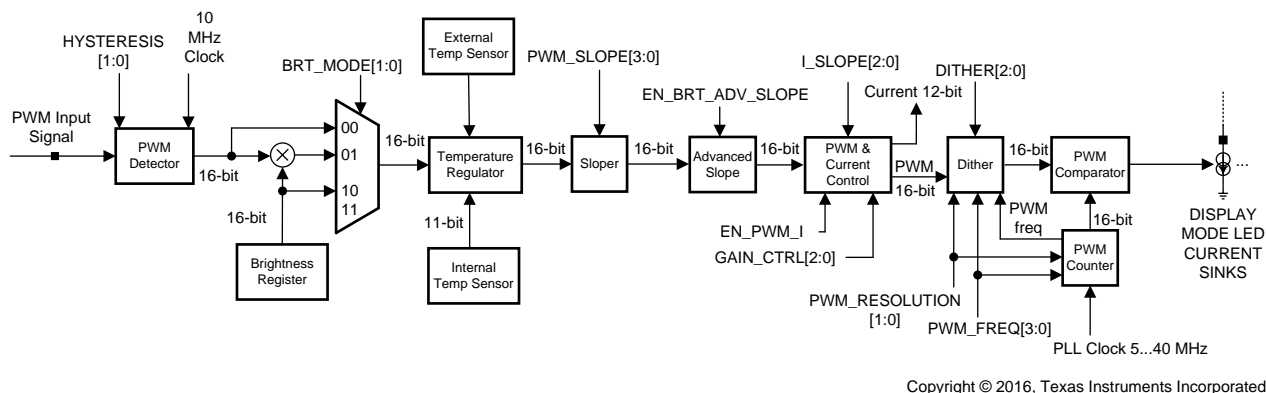 10
MHz
Clock
HYSTERESIS
[1:0]
BRT_MODE[1:0]
External
Temp Sensor
PWM_SLOPE[3:0]
EN_BRT_ADV_SLOPE
I_SLOPE[2:0]
Current 12-bit
DITHER[2:0]
PWM Input
Signal
PWM
Detector
16-bit
00
01
10
11
16-bit
Brightness
Register
16-bit
Temperature
Regulator
11-bit
Internal
Temp Sensor
16-bit
Sloper
16-bit
Advanced
Slope
16-bit
PWM &
Current
Control
EN_PWM_I
GAIN_CTRL[2:0]
PWM
16-bit
Dither
16-bit
PWM
Comparator
...
PWM
freq
16-bit
PWM
Counter
DISPLAY
MODE LED
CURRENT
SINKS
PWM_RESOLUTION
[1:0]
PWM_FREQ[3:0]
PLL Clock 5...40 MHz
Copyright © 2016, Texas Instruments Incorporated